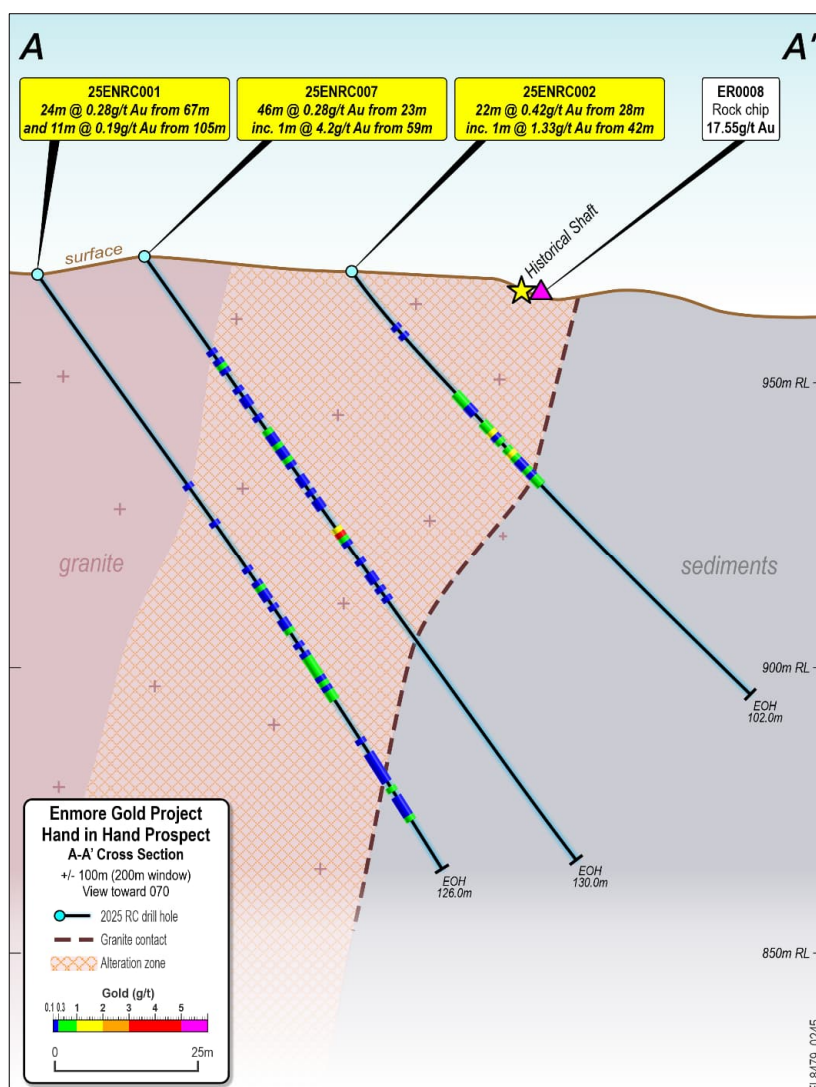 A
A'
25ENRC001
24m @ 0.28g/t Au from 67m
and 11m @ 0.19g/t Au from 105m
25ENRC007
46m @ 0.28g/t Au from 23m
inc. 1m @ 4.2g/t Au from 59m
25ENRC002
22m @ 0.42g/t Au from 28m
inc. 1m @ 1.33g/t Au from 42m
ER0008
Rock chip
17.55g/t Au
surface
Historical Shaft
950m RL
granite
sediments
900m RL
EOH
102.0m
EOH
126.0m
EOH
130.0m
850m RL
Enmore Gold Project
Hand in Hand Prospect
A-A' Cross Section
+/- 100m (200m window)
View toward 070
2025 RC drill hole
Granite contact
Alteration zone
Gold (g/t)
0.1 0.3 1 2 3 4 5
0 25m